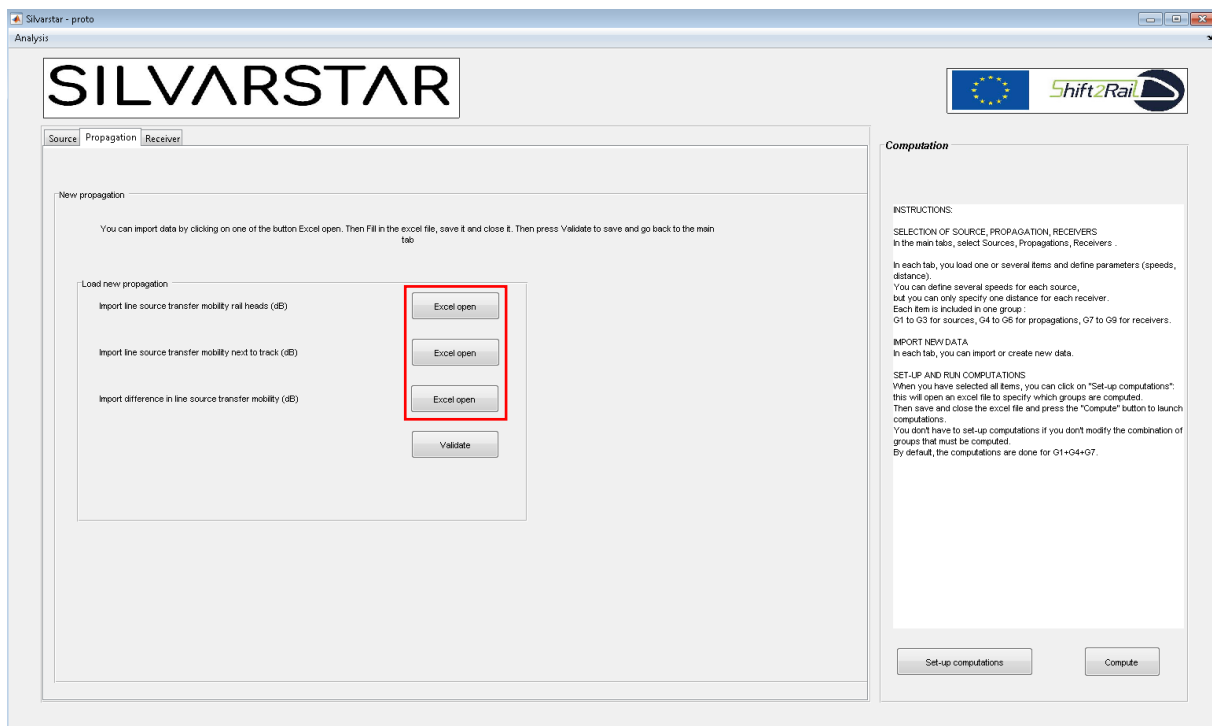 Silvarstar - proto
Analysis
SILVARSTAR
Shift2Rail
Source Propagation Receiver
New propagation
You can import data by clicking on one of the button Excel open. Then Fill in the excel file, save it and close it. Then press Validate to save and go back to the main
tab
Load new propagation
Import line source transfer mobility rail heads (dB)
Excel open
Import line source transfer mobility next to track (dB)
Excel open
Import difference in line source transfer mobility (dB)
Excel open
Validate
Computation
INSTRUCTIONS:
SELECTION OF SOURCE, PROPAGATION, RECEIVERS
In the main tabs, select Sources, Propagations, Receivers .
In each tab, you load one or several items and define parameters (speeds,
distance).
You can define several speeds for each source,
but you can only specify one distance for each receiver.
Each item is included in one group :
G1 to G3 for sources, G4 to G6 for propagations, G7 to G9 for receivers.
IMPORT NEW DATA
In each tab, you can import or create new data.
SET-UP AND RUN COMPUTATIONS
When you have selected all items, you can click on "Set-up computations":
this will open an excel file to specify which groups are computed.
Then save and close the excel file and press the "Compute" button to launch
computations.
You don't have to set-up computations if you don't modify the combination of
groups that must be computed.
By default, the computations are done for G1+G4+G7.
Set-up computations
Compute